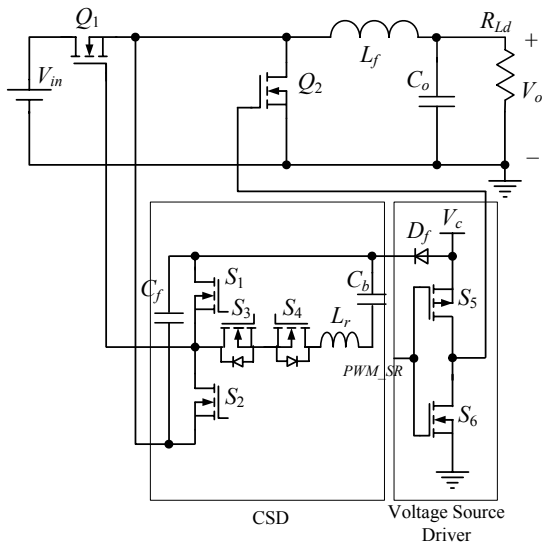 Q1
RLd
+
Vin
Lf
Q2
Co
Vo
−
Vc
Df
S1
Cf
S3
S4
Cb
Lr
S5
PWM_SR
S2
S6
CSD
Voltage Source
Driver